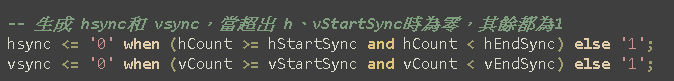 -- 生成 hsync和 vsync，當超出 h、vStartSync時為零，其餘都為1
hsync <= '0' when (hCount >= hStartSync and hCount < hEndSync) else '1';
vsync <= '0' when (vCount >= vStartSync and vCount < vEndSync) else '1';